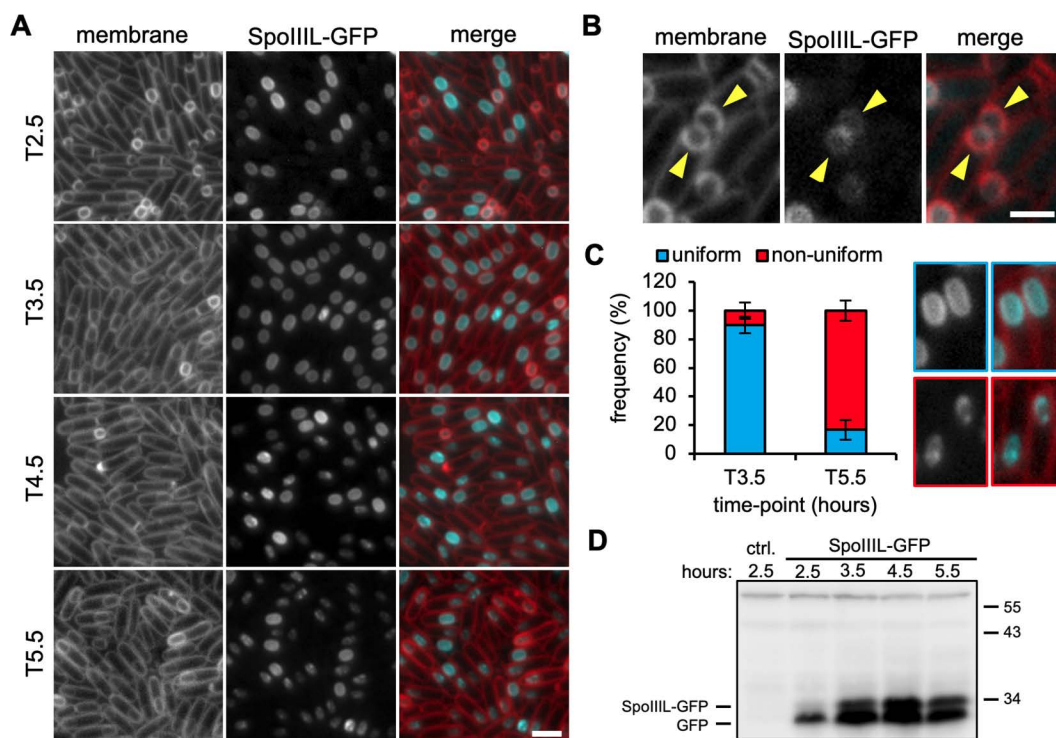 A
membrane SpoIIIL-GFP merge
T2.5
T3.5
T4.5
T5.5
B
membrane SpoIIIL-GFP merge
C
uniform non-uniform
frequency (%)
120
100
80
60
40
20
0
T3.5 T5.5
time-point (hours)
D
ctrl. SpoIIIL-GFP
hours: 2.5 2.5 3.5 4.5 5.5
55
43
34
SpoIIIL-GFP
GFP